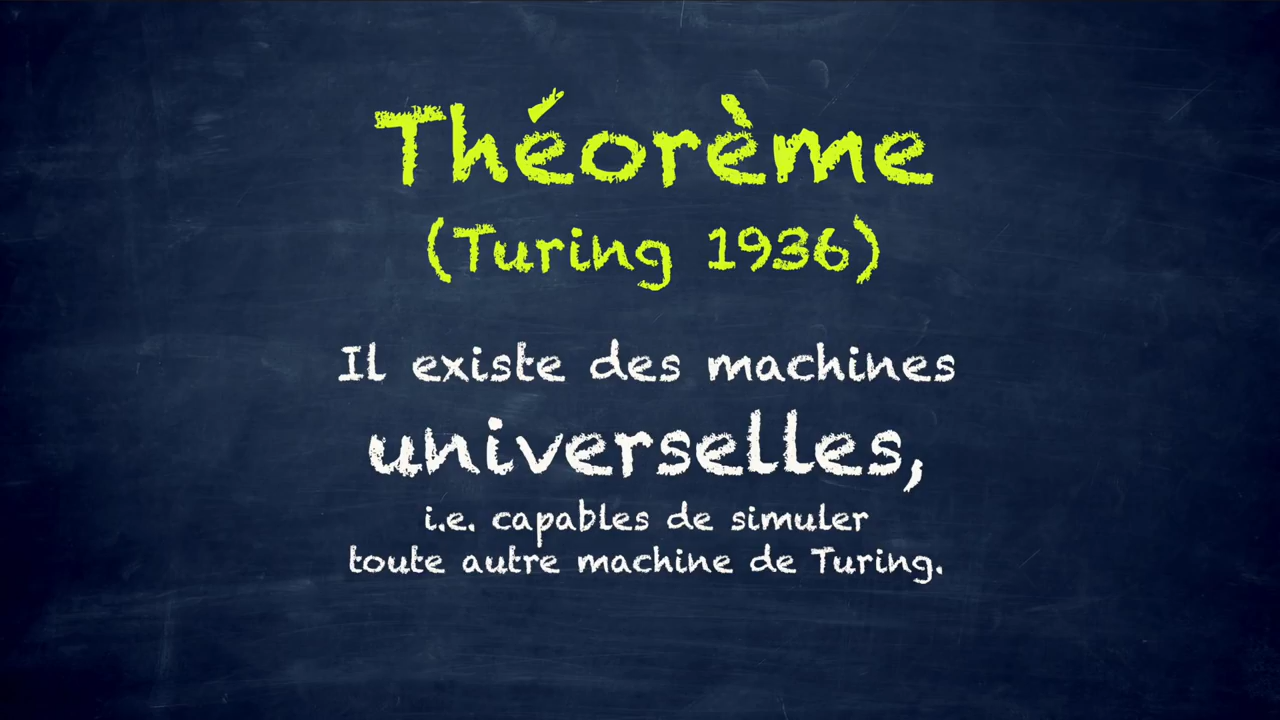 Théorème
(Turing 1936)
Il existe des machines
universelles,
i.e. capables de simuler
toute autre machine de Turing.